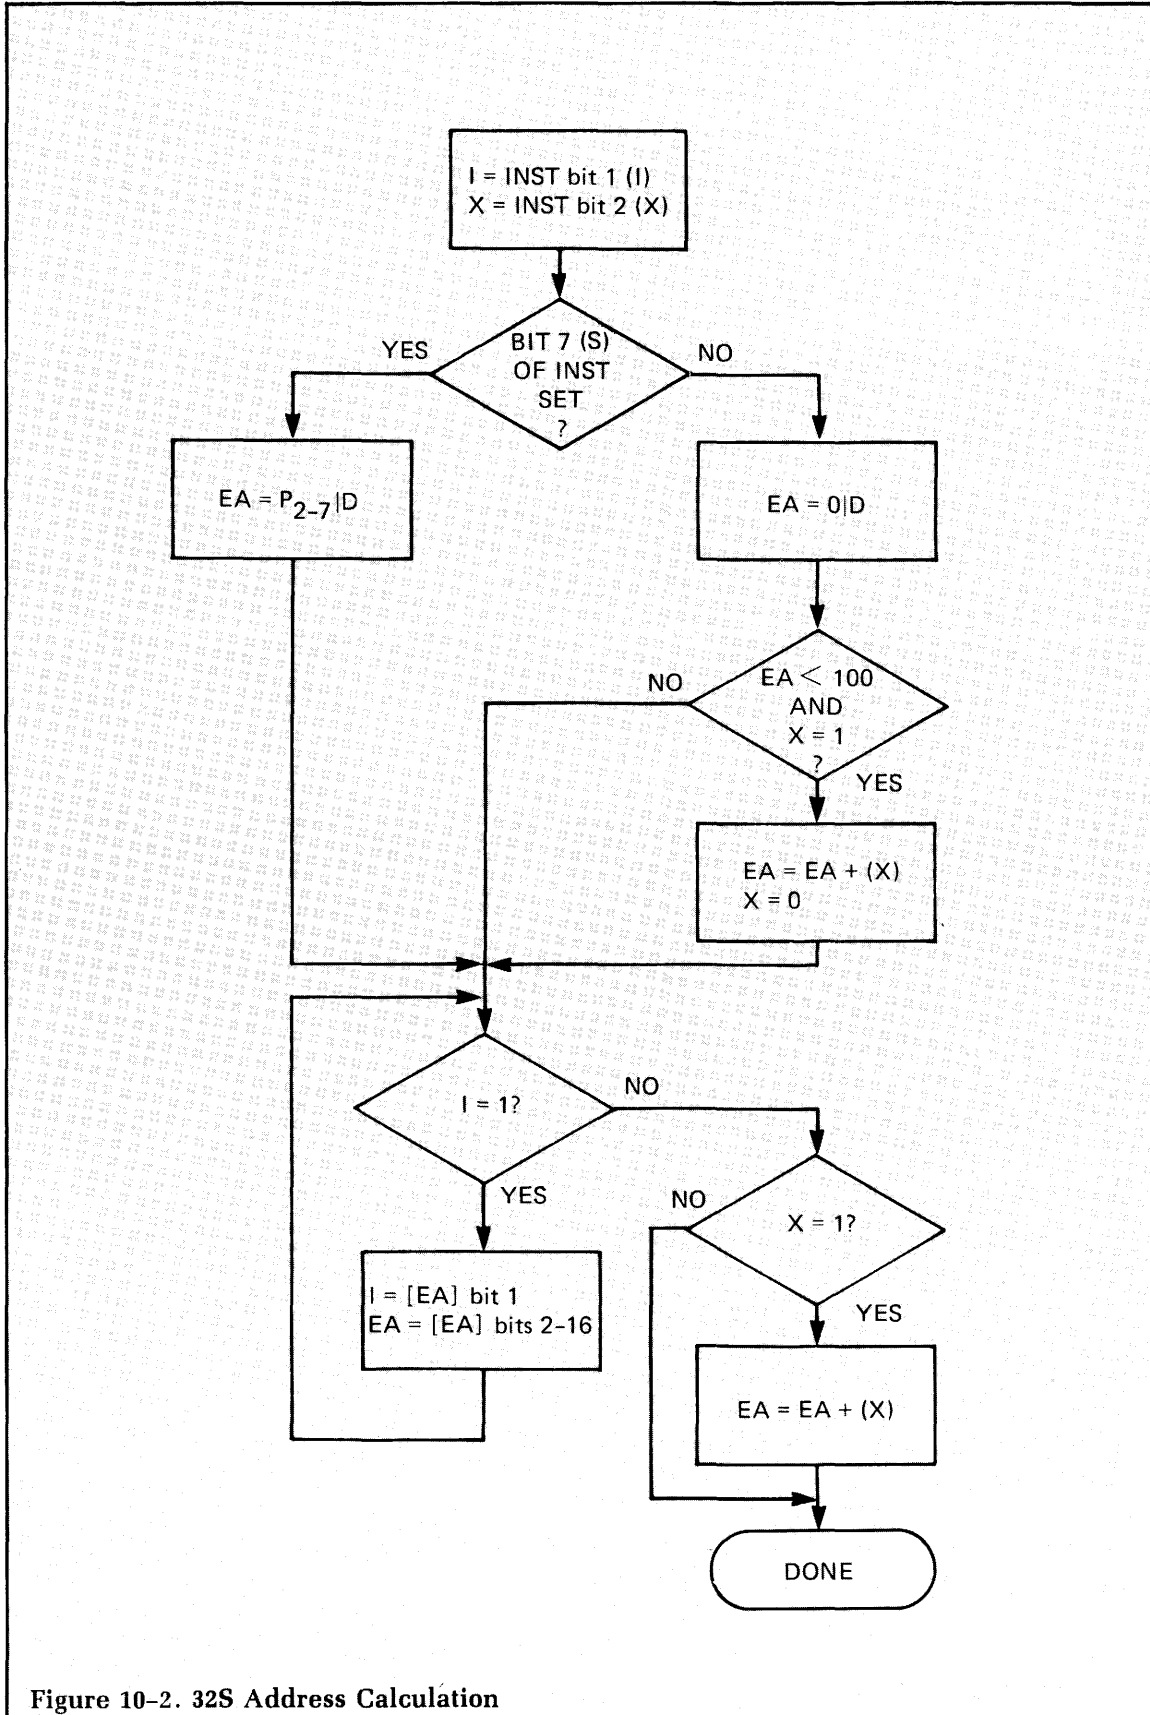 I = INST bit 1 (I)
X = INST bit 2 (X)
BIT 7 (S)
OF INST
SET
?
YES
NO
EA = P2-7|D
EA = 0|D
EA < 100
AND
X = 1
?
NO
YES
EA = EA + (X)
X = 0
I = 1?
NO
YES
X = 1?
NO
YES
I = [EA] bit 1
EA = [EA] bits 2-16
EA = EA + (X)
DONE
Figure 10-2. 32S Address Calculation